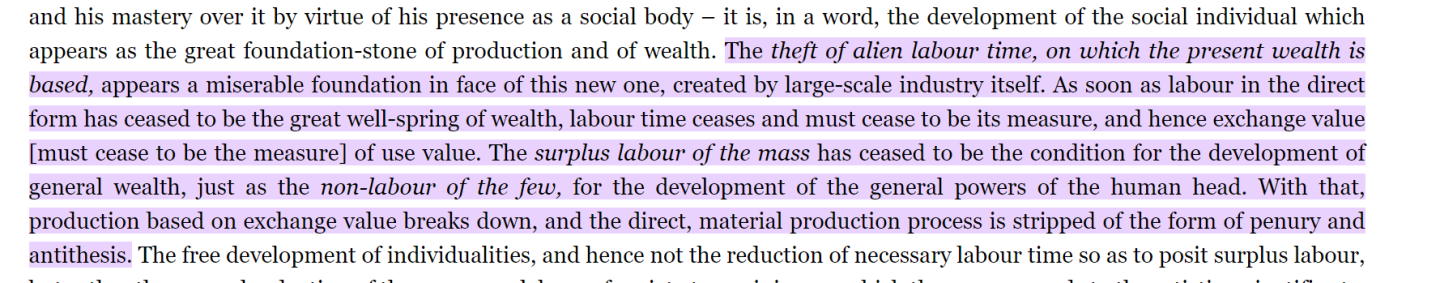 and his mastery over it by virtue of his presence as a social body – it is, in a word, the development of the social individual which
appears as the great foundation-stone of production and of wealth. The theft of alien labour time, on which the present wealth is
based, appears a miserable foundation in face of this new one, created by large-scale industry itself. As soon as labour in the direct
form has ceased to be the great well-spring of wealth, labour time ceases and must cease to be its measure, and hence exchange value
[must cease to be the measure] of use value. The surplus labour of the mass has ceased to be the condition for the development of
general wealth, just as the non-labour of the few, for the development of the general powers of the human head. With that,
production based on exchange value breaks down, and the direct, material production process is stripped of the form of penury and
antithesis. The free development of individualities, and hence not the reduction of necessary labour time so as to posit surplus labour,